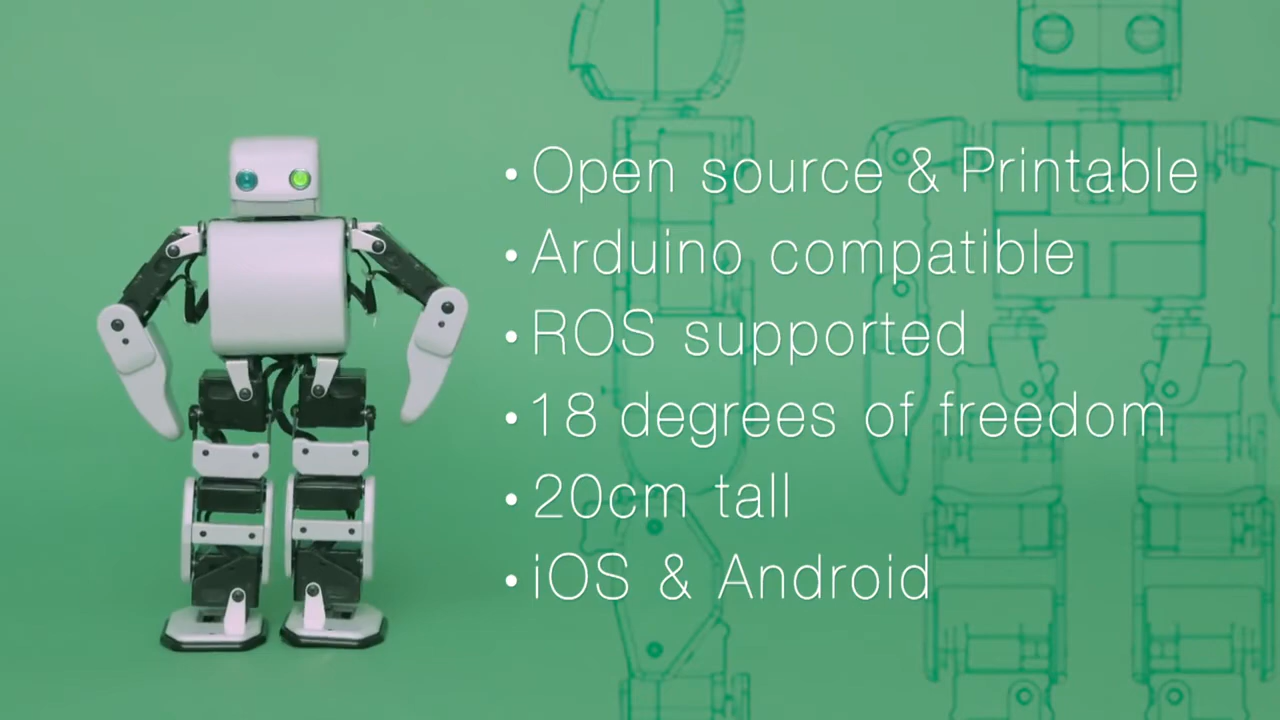 • Open source & Printable
• Arduino compatible
• ROS supported
• 18 degrees of freedom
• 20cm tall
• iOS & Android